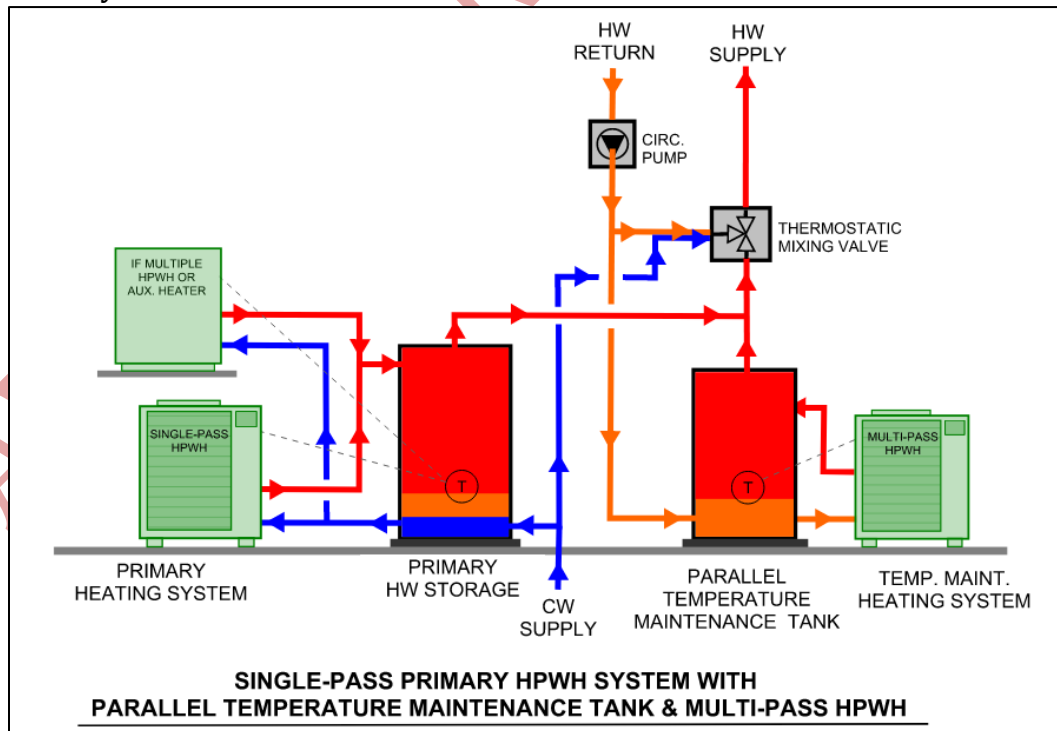 HW
RETURN
HW
SUPPLY
CIRC.
PUMP
THERMOSTATIC
MIXING VALVE
IF MULTIPLE
HPWH OR
AUX. HEATER
SINGLE-PASS
HPWH
T
T
MULTI-PASS
HPWH
PRIMARY
HEATING SYSTEM
PRIMARY
HW STORAGE
CW
SUPPLY
PARALLEL
TEMPERATURE
MAINTENANCE TANK
TEMP. MAINT.
HEATING SYSTEM
SINGLE-PASS PRIMARY HPWH SYSTEM WITH
PARALLEL TEMPERATURE MAINTENANCE TANK & MULTI-PASS HPWH